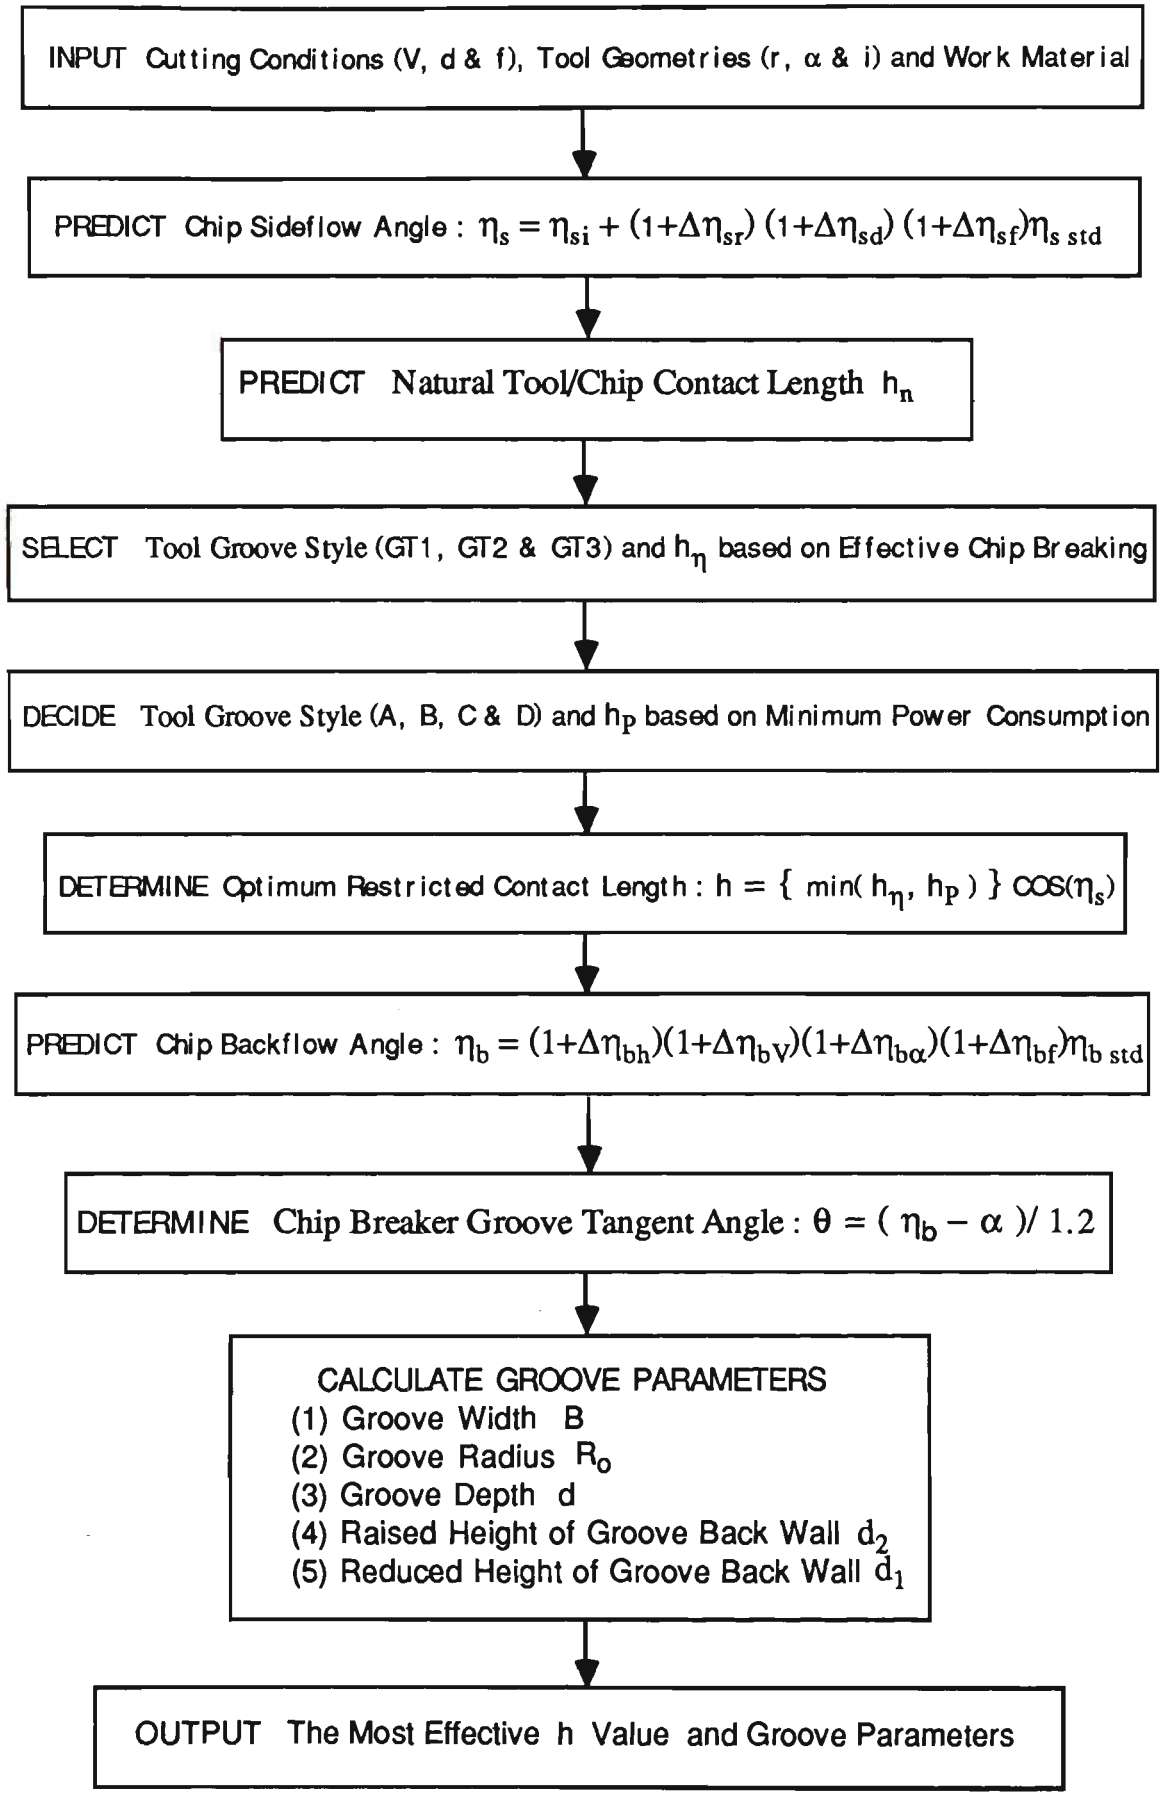 INPUT Cutting Conditions (V, d & f), Tool Geometries (r, α & i) and Work Material
PREDICT Chip Sideflow Angle : ηs = ηsi + (1+Δηsr) (1+Δηsd) (1+Δηsf)ηs std
PREDICT Natural Tool/Chip Contact Length hn
SELECT Tool Groove Style (GT1, GT2 & GT3) and hη based on Effective Chip Breaking
DECIDE Tool Groove Style (A, B, C & D) and hP based on Minimum Power Consumption
DETERMINE Optimum Restricted Contact Length : h = { min( hη, hP ) } COS(ηs)
PREDICT Chip Backflow Angle : ηb = (1+Δηbh)(1+ΔηbV)(1+Δηbα)(1+Δηbf)ηb std
DETERMINE Chip Breaker Groove Tangent Angle : θ = ( ηb − α )/ 1.2
CALCULATE GROOVE PARAMETERS
(1) Groove Width B
(2) Groove Radius Ro
(3) Groove Depth d
(4) Raised Height of Groove Back Wall d2
(5) Reduced Height of Groove Back Wall d1
OUTPUT The Most Effective h Value and Groove Parameters